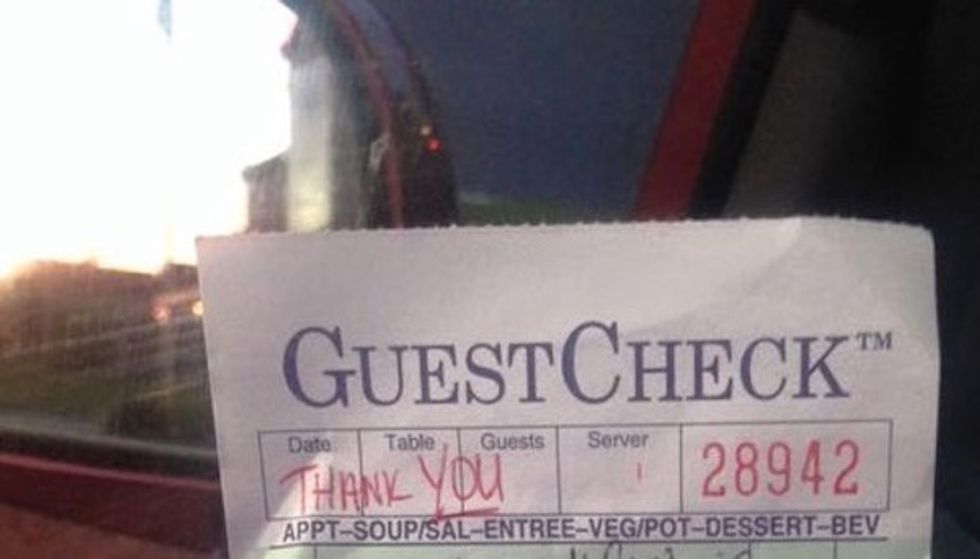 GUESTCHECK™
Date Table Guests Server
THANK YOU 28942
APPT–SOUP/SAL–ENTREE–VEG/POT–DESSERT–BEV